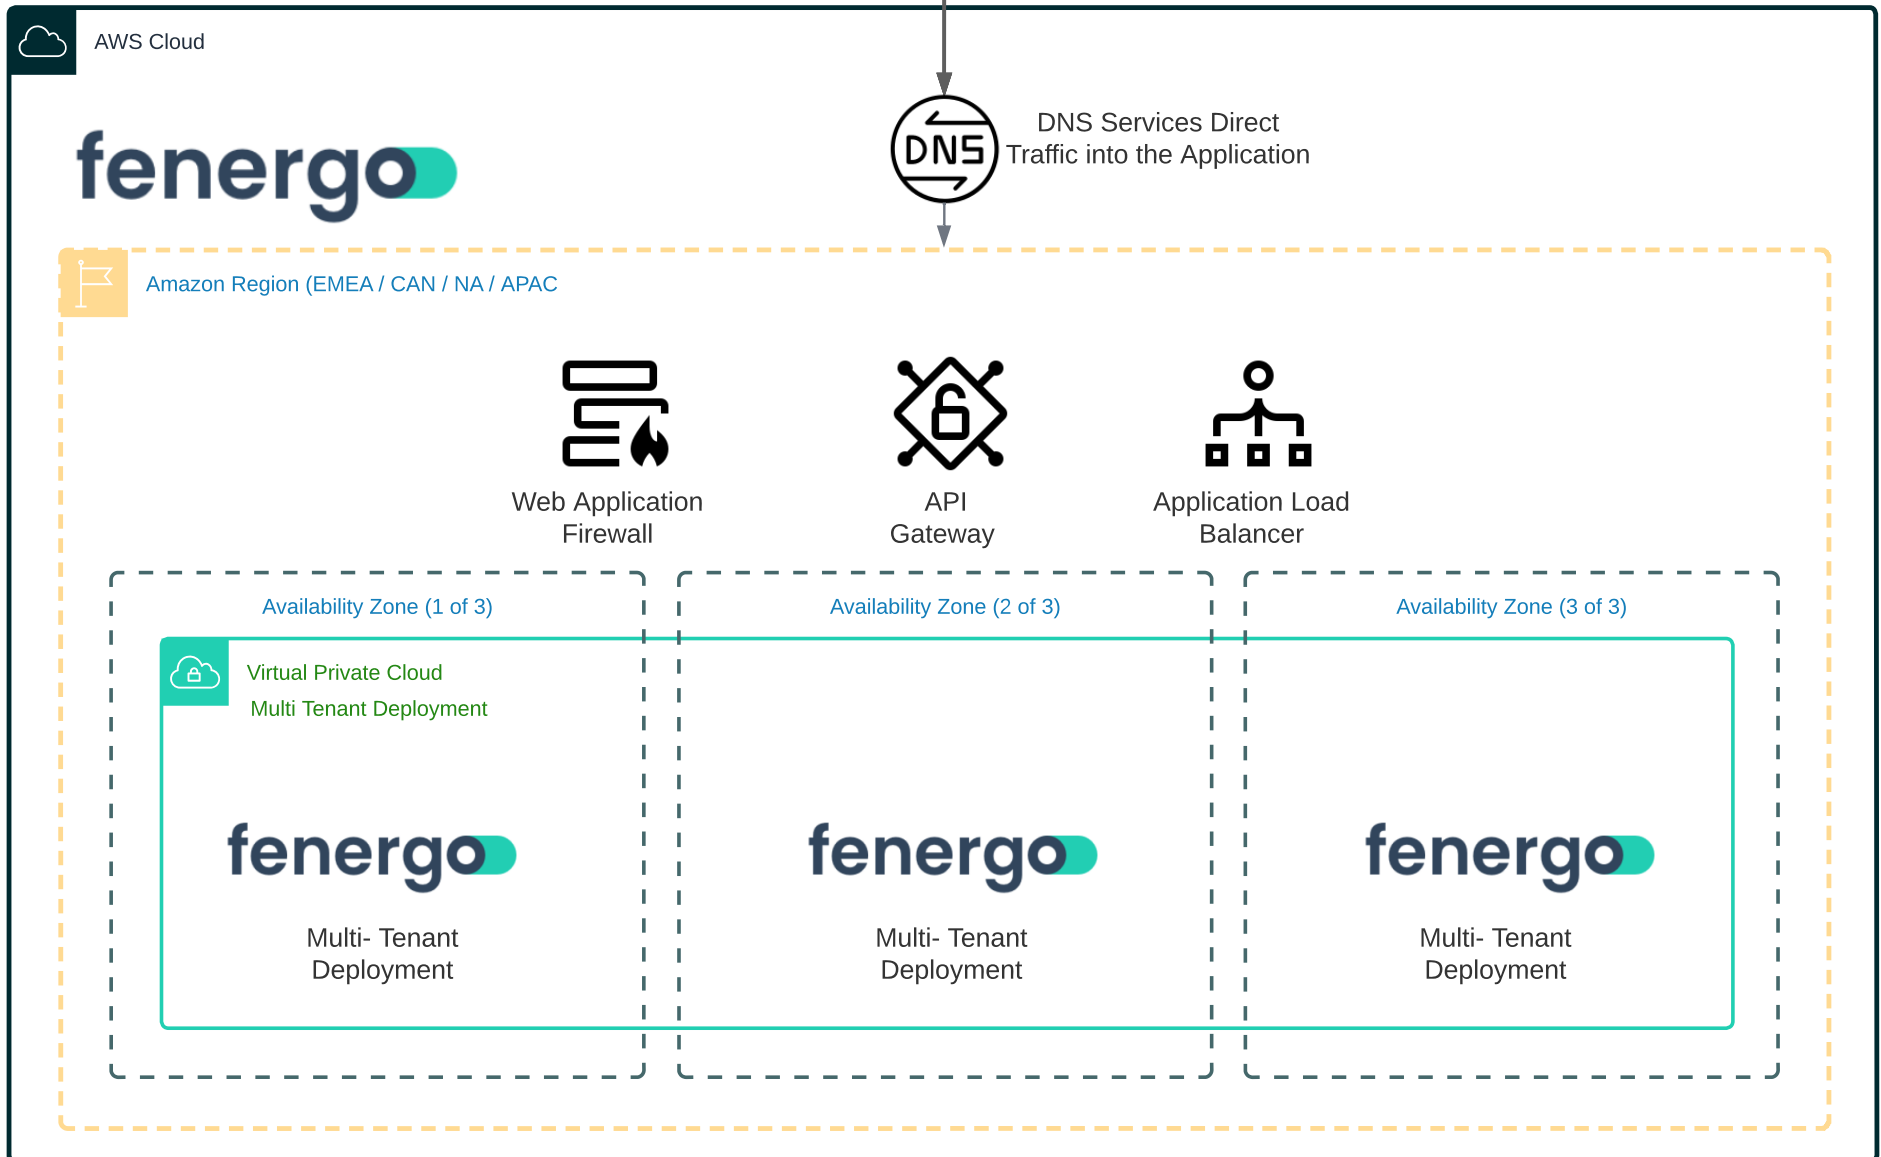 AWS Cloud
fenergo
DNS
DNS Services Direct
Traffic into the Application
Amazon Region (EMEA / CAN / NA / APAC
Web Application
Firewall
API
Gateway
Application Load
Balancer
Availability Zone (1 of 3)
Availability Zone (2 of 3)
Availability Zone (3 of 3)
Virtual Private Cloud
Multi Tenant Deployment
fenergo
Multi- Tenant
Deployment
fenergo
Multi- Tenant
Deployment
fenergo
Multi- Tenant
Deployment